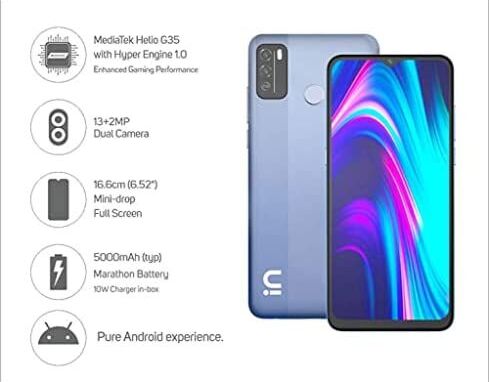 MediaTek Helio G35
with Hyper Engine 1.0
Enhanced Gaming Performance
13+2MP
Dual Camera
16.6cm (6.52")
Mini-drop
Full Screen
5000mAh (typ)
Marathon Battery
10W Charger in-box
Pure Android experience.
in